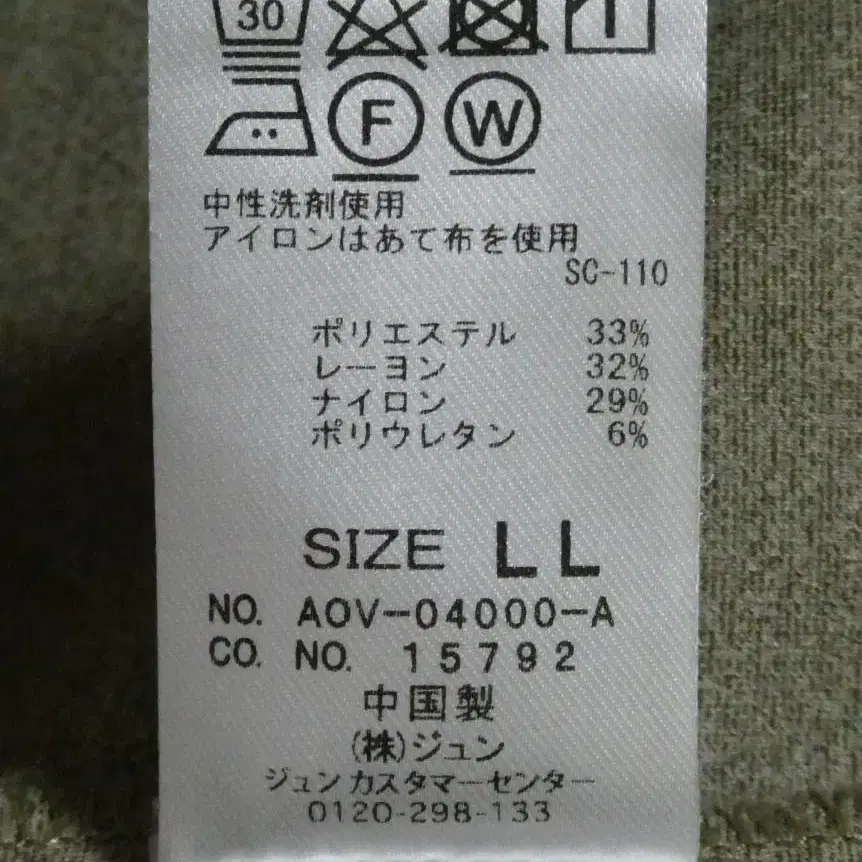 30
F W
中性洗剤使用
アイロンはあて布を使用
SC-110
ポリエステル 33%
レーヨン 32%
ナイロン 29%
ポリウレタン 6%
SIZE LL
NO. AOV-04000-A
CO. NO. 15792
中国製
(株)ジュン
ジュン カスタマーセンター
0120-298-133